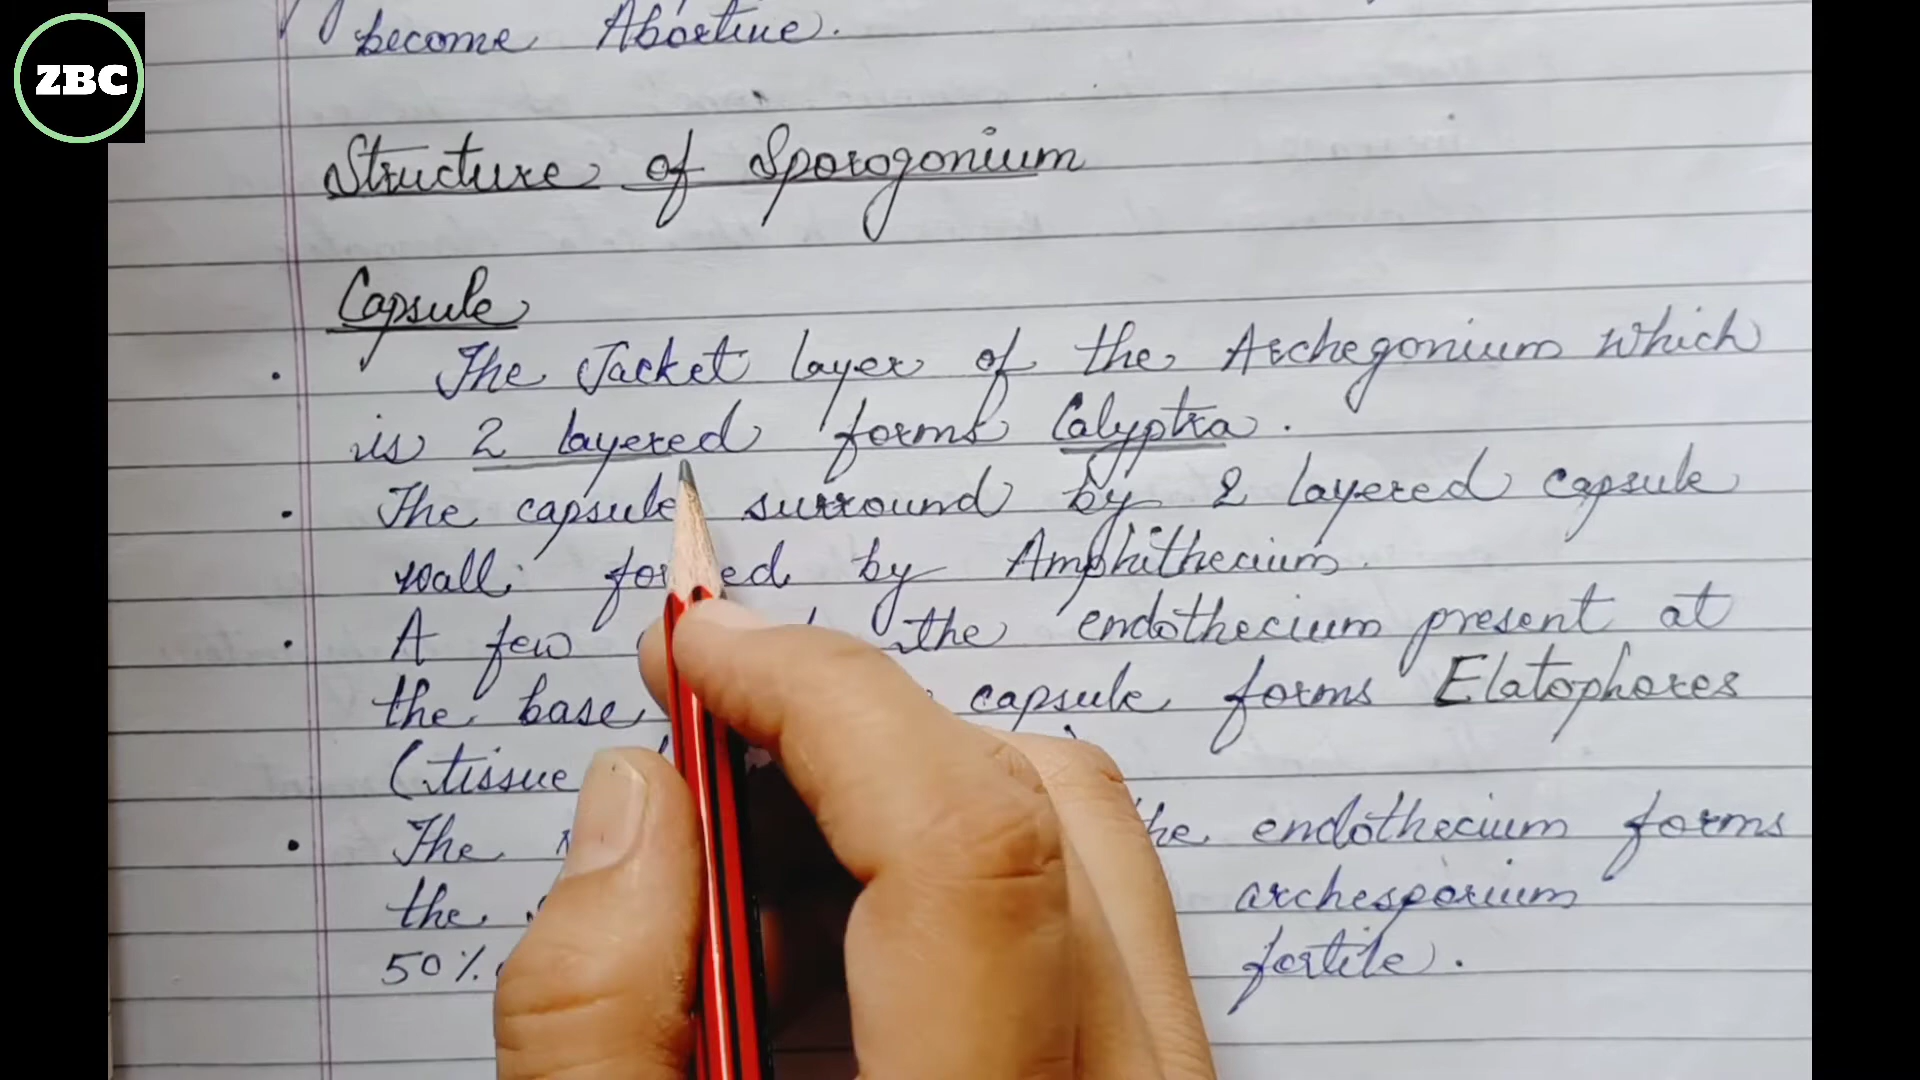 ZBC
become Abortive.
Structure of Sporogonium
Capsule
. The Jacket layer of the Archegonium which
is 2 layered forms Calyptra.
. The capsule surround by 2 layered capsule
wall formed by Amphithecium.
. A few the endothecium present at
the base capsule forms Elatophores
(tissue
. The the endothecium forms
the archesporium
50% fertile.